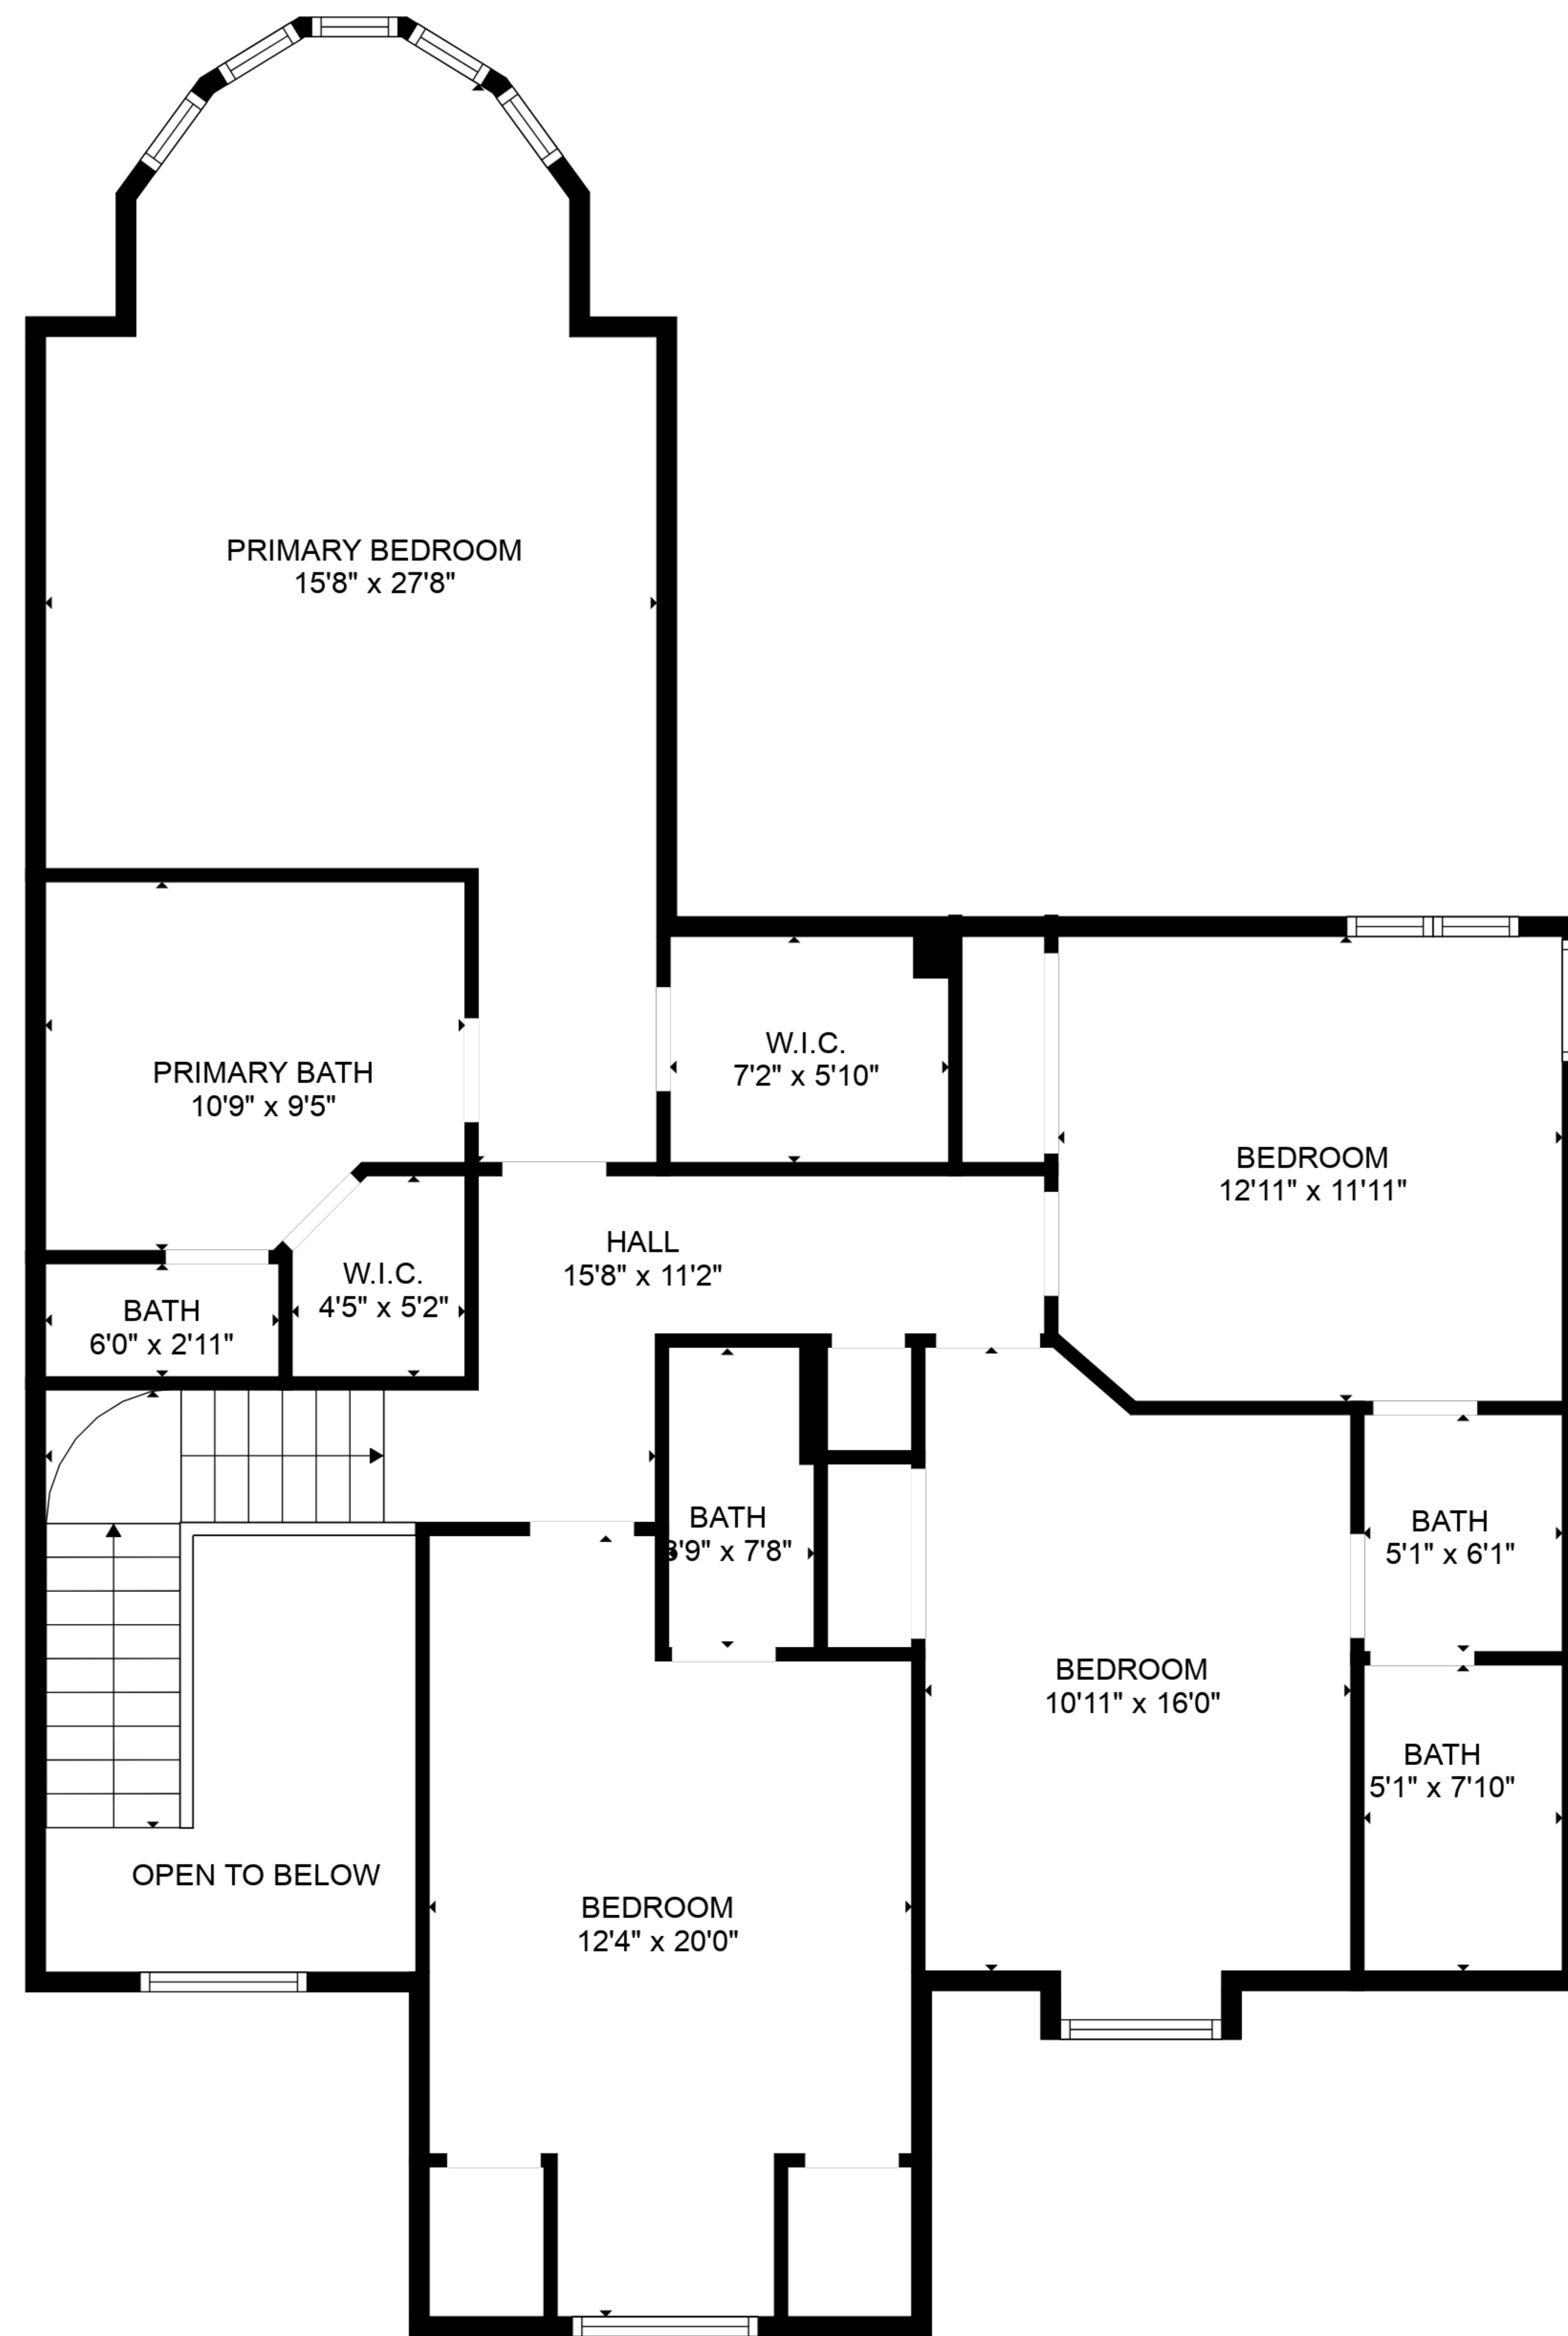 PRIMARY BEDROOM
15'8" x 27'8"
PRIMARY BATH
10'9" x 9'5"
W.I.C.
7'2" x 5'10"
BEDROOM
12'11" x 11'11"
HALL
15'8" x 11'2"
W.I.C.
4'5" x 5'2"
BATH
6'0" x 2'11"
BATH
3'9" x 7'8"
BATH
5'1" x 6'1"
BEDROOM
10'11" x 16'0"
BATH
5'1" x 7'10"
OPEN TO BELOW
BEDROOM
12'4" x 20'0"